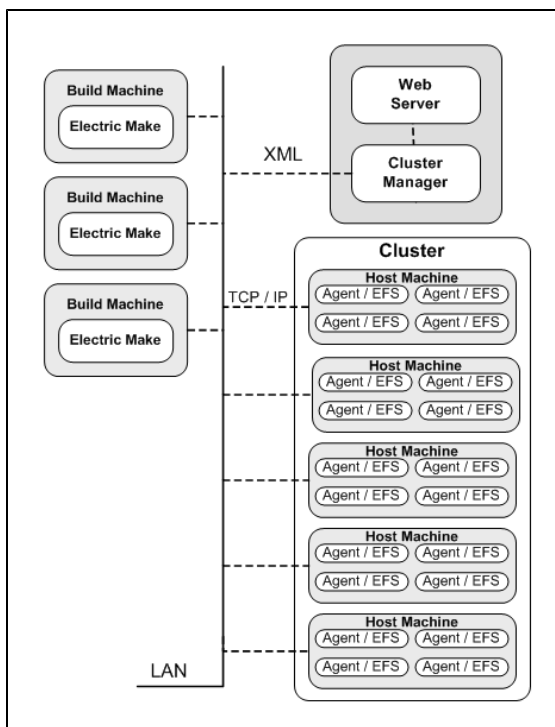 Build Machine
Electric Make
Build Machine
Electric Make
Build Machine
Electric Make
Web
Server
XML
Cluster
Manager
Cluster
TCP / IP
Host Machine
Agent / EFS Agent / EFS
Agent / EFS Agent / EFS
Host Machine
Agent / EFS Agent / EFS
Agent / EFS Agent / EFS
Host Machine
Agent / EFS Agent / EFS
Agent / EFS Agent / EFS
Host Machine
Agent / EFS Agent / EFS
Agent / EFS Agent / EFS
Host Machine
Agent / EFS Agent / EFS
Agent / EFS Agent / EFS
LAN